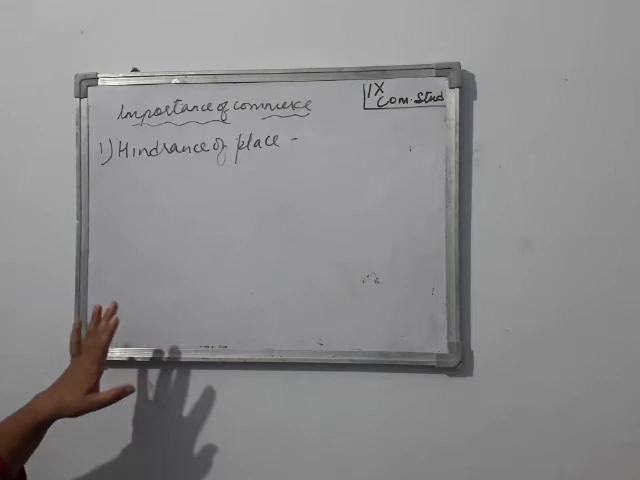 IX
Com. Stud
Importance of commerce
1) Hindrance of place -